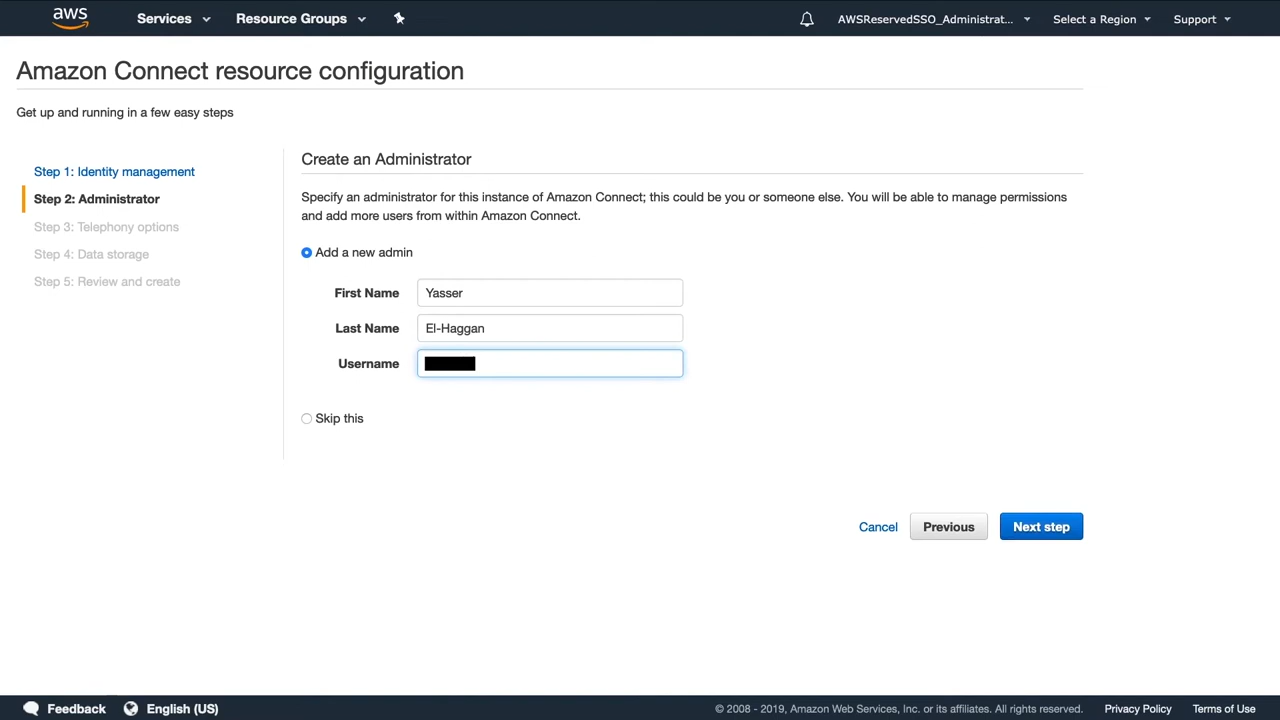 aws
Services
Resource Groups
AWSReservedSSO_Administrat...
Select a Region
Support
Amazon Connect resource configuration
Get up and running in a few easy steps
Step 1: Identity management
Step 2: Administrator
Step 3: Telephony options
Step 4: Data storage
Step 5: Review and create
Create an Administrator
Specify an administrator for this instance of Amazon Connect; this could be you or someone else. You will be able to manage permissions
and add more users from within Amazon Connect.
Add a new admin
First Name Yasser
Last Name El-Haggan
Username
Skip this
Cancel
Previous
Next step
Feedback
English (US)
© 2008 - 2019, Amazon Web Services, Inc. or its affiliates. All rights reserved.
Privacy Policy
Terms of Use